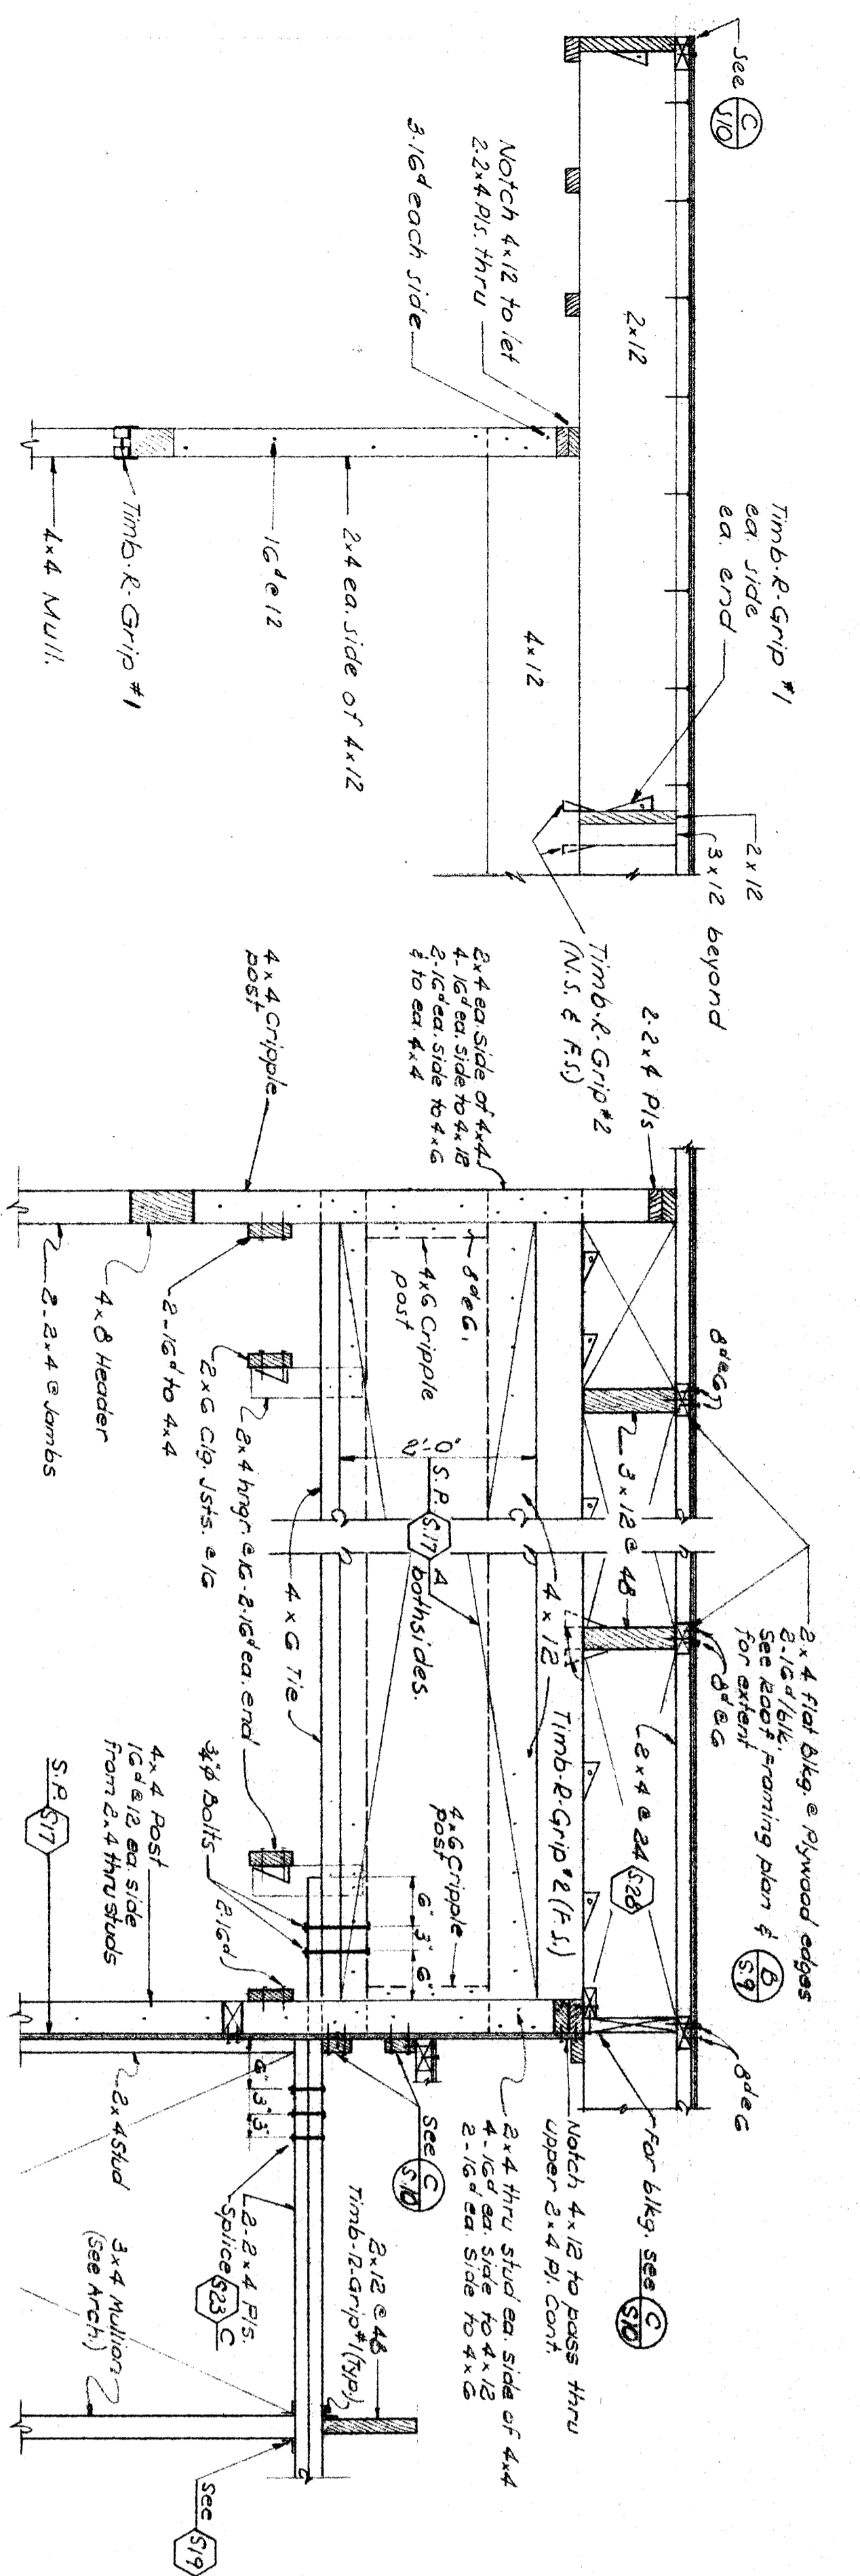 See C
S10
Notch 4x12 to let
2-2x4 Pls. thru
3-16d each side
2x12
Timb-R-Grip #1
ea. side
ea. end
2x12
3x12 beyond
4x12
Timb-R-Grip #2
(N.S. & F.S.)
2x4 ea. side of 4x12
16d @ 12
Timb-R-Grip #1
4x4 Mull.
2-2x4 Pls
2x4 ea. side of 4x4
4-16d ea. side to 4x12
2-16d ea. side to 4x6
& to ea. 4x4
4x4 Cripple
post
8d@6
2x4 flat Blkg. @ Plywood edges
2-16d/blk.
See Roof Framing plan &
for extent
B
S9
8d@6
8d@6
3x12 @ 48
2x4 @ 24
S28
For blkg. see C
S10
8d@6
4x6 Cripple
post
2'-0"
S.P. S17 A
both sides.
4x12
Timb-R-Grip #2 (F.S.)
4x6 Cripple
post
Notch 4x12 to pass thru
upper 2x4 Pl. Cont.
2x4 thru stud ea. side of 4x4
4-16d ea. side to 4x12
2-16d ea. side to 4x6
See C
S10
4x6 Tie
6" 3" 6"
2x4 hngr. @ 16-2-16d ea. end
2x6 Clg. Jsts. @ 16
2-16d to 4x4
4x8 Header
2-2x4 @ Jambs
3/4"φ Bolts
2-16d
4x4 Post
16d @ 12 ea. side
from 2x4 thru studs
S.P. S17
6" 3" 3"
2x12 @ 48
Timb-R-Grip #1 (typ.)
2-2x4 Pls.
Splice S23 C
2x4 Stud
3x4 Mullion
(See Arch.)
See S19